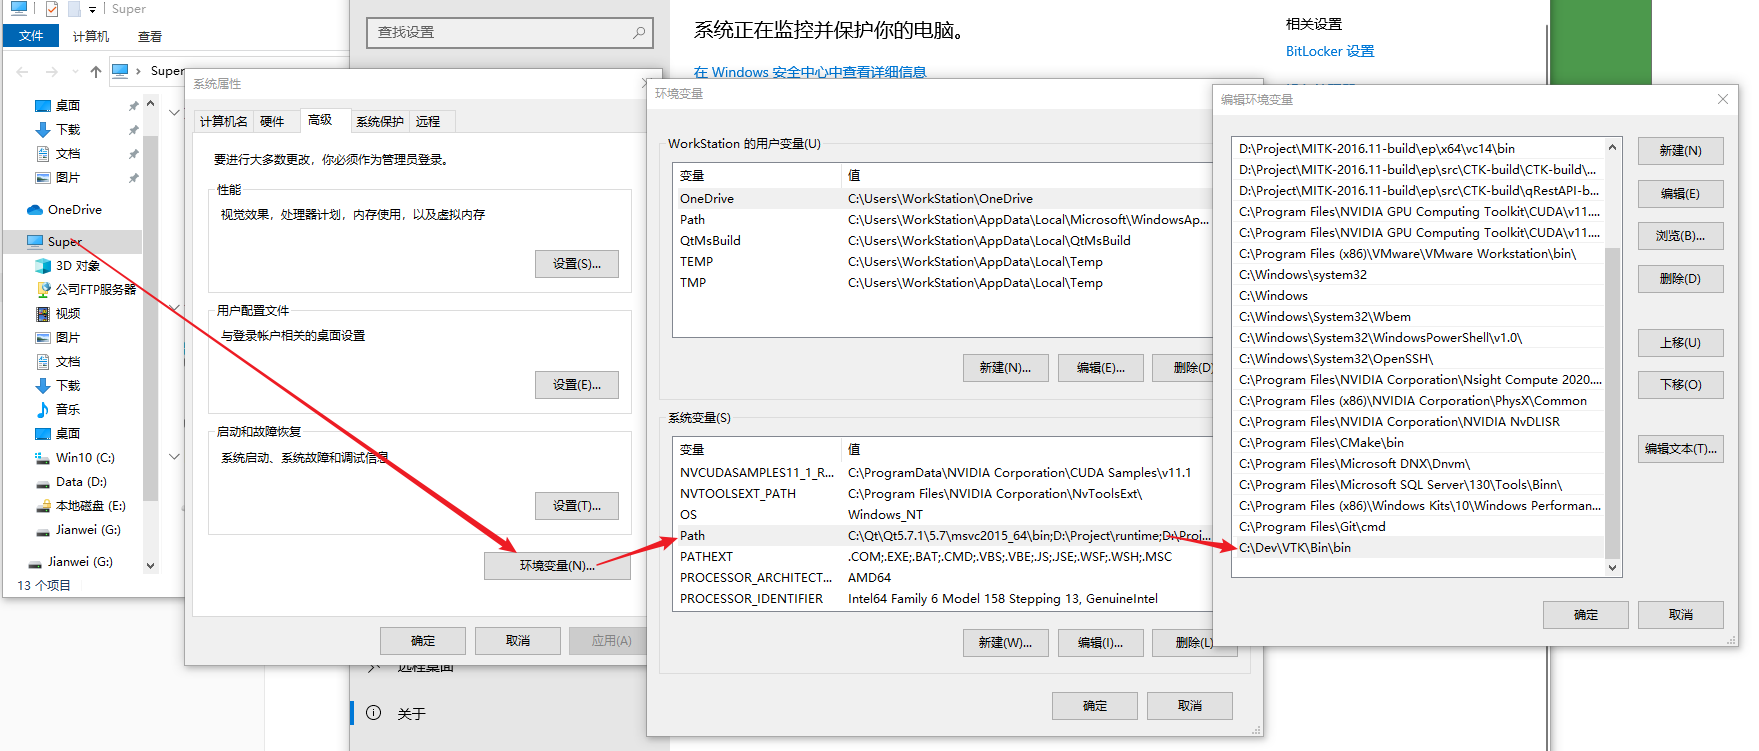 Super
文件
计算机
查看
Super
桌面
下载
文档
图片
OneDrive
Super
3D 对象
公司FTP服务器
视频
图片
文档
下载
音乐
桌面
Win10 (C:)
Data (D:)
本地磁盘 (E:)
Jianwei (G:)
Jianwei (G:)
13 个项目
查找设置
远程桌面
关于
系统正在监控并保护你的电脑。
在 Windows 安全中心中查看详细信息
相关设置
BitLocker 设置
系统属性
计算机名
硬件
高级
系统保护
远程
要进行大多数更改，你必须作为管理员登录。
性能
视觉效果，处理器计划，内存使用，以及虚拟内存
设置(S)...
用户配置文件
与登录帐户相关的桌面设置
设置(E)...
启动和故障恢复
系统启动、系统故障和调试信息
设置(T)...
环境变量(N)...
确定
取消
应用(A)
环境变量
WorkStation 的用户变量(U)
变量 值
OneDrive C:\Users\WorkStation\OneDrive
Path C:\Users\WorkStation\AppData\Local\Microsoft\WindowsAp...
QtMsBuild C:\Users\WorkStation\AppData\Local\QtMsBuild
TEMP C:\Users\WorkStation\AppData\Local\Temp
TMP C:\Users\WorkStation\AppData\Local\Temp
新建(N)...
编辑(E)...
删除(D)
系统变量(S)
变量 值
NVCUDASAMPLES11_1_R... C:\ProgramData\NVIDIA Corporation\CUDA Samples\v11.1
NVTOOLSEXT_PATH C:\Program Files\NVIDIA Corporation\NvToolsExt\
OS Windows_NT
Path C:\Qt\Qt5.7.1\5.7\msvc2015_64\bin;D:\Project\runtime;D:\Proj...
PATHEXT .COM;.EXE;.BAT;.CMD;.VBS;.VBE;.JS;.JSE;.WSF;.WSH;.MSC
PROCESSOR_ARCHITECT... AMD64
PROCESSOR_IDENTIFIER Intel64 Family 6 Model 158 Stepping 13, GenuineIntel
新建(W)...
编辑(I)...
删除(L)
确定
取消
编辑环境变量
D:\Project\MITK-2016.11-build\ep\x64\vc14\bin
D:\Project\MITK-2016.11-build\ep\src\CTK-build\CTK-build\...
D:\Project\MITK-2016.11-build\ep\src\CTK-build\qRestAPI-b...
C:\Program Files\NVIDIA GPU Computing Toolkit\CUDA\v11....
C:\Program Files\NVIDIA GPU Computing Toolkit\CUDA\v11....
C:\Program Files (x86)\VMware\VMware Workstation\bin\
C:\Windows\system32
C:\Windows
C:\Windows\System32\Wbem
C:\Windows\System32\WindowsPowerShell\v1.0\
C:\Windows\System32\OpenSSH\
C:\Program Files\NVIDIA Corporation\Nsight Compute 2020....
C:\Program Files (x86)\NVIDIA Corporation\PhysX\Common
C:\Program Files\NVIDIA Corporation\NVIDIA NvDLISR
C:\Program Files\CMake\bin
C:\Program Files\Microsoft DNX\Dnvm\
C:\Program Files\Microsoft SQL Server\130\Tools\Binn\
C:\Program Files (x86)\Windows Kits\10\Windows Performan...
C:\Program Files\Git\cmd
C:\Dev\VTK\Bin\bin
新建(N)
编辑(E)
浏览(B)...
删除(D)
上移(U)
下移(O)
编辑文本(T)...
确定
取消